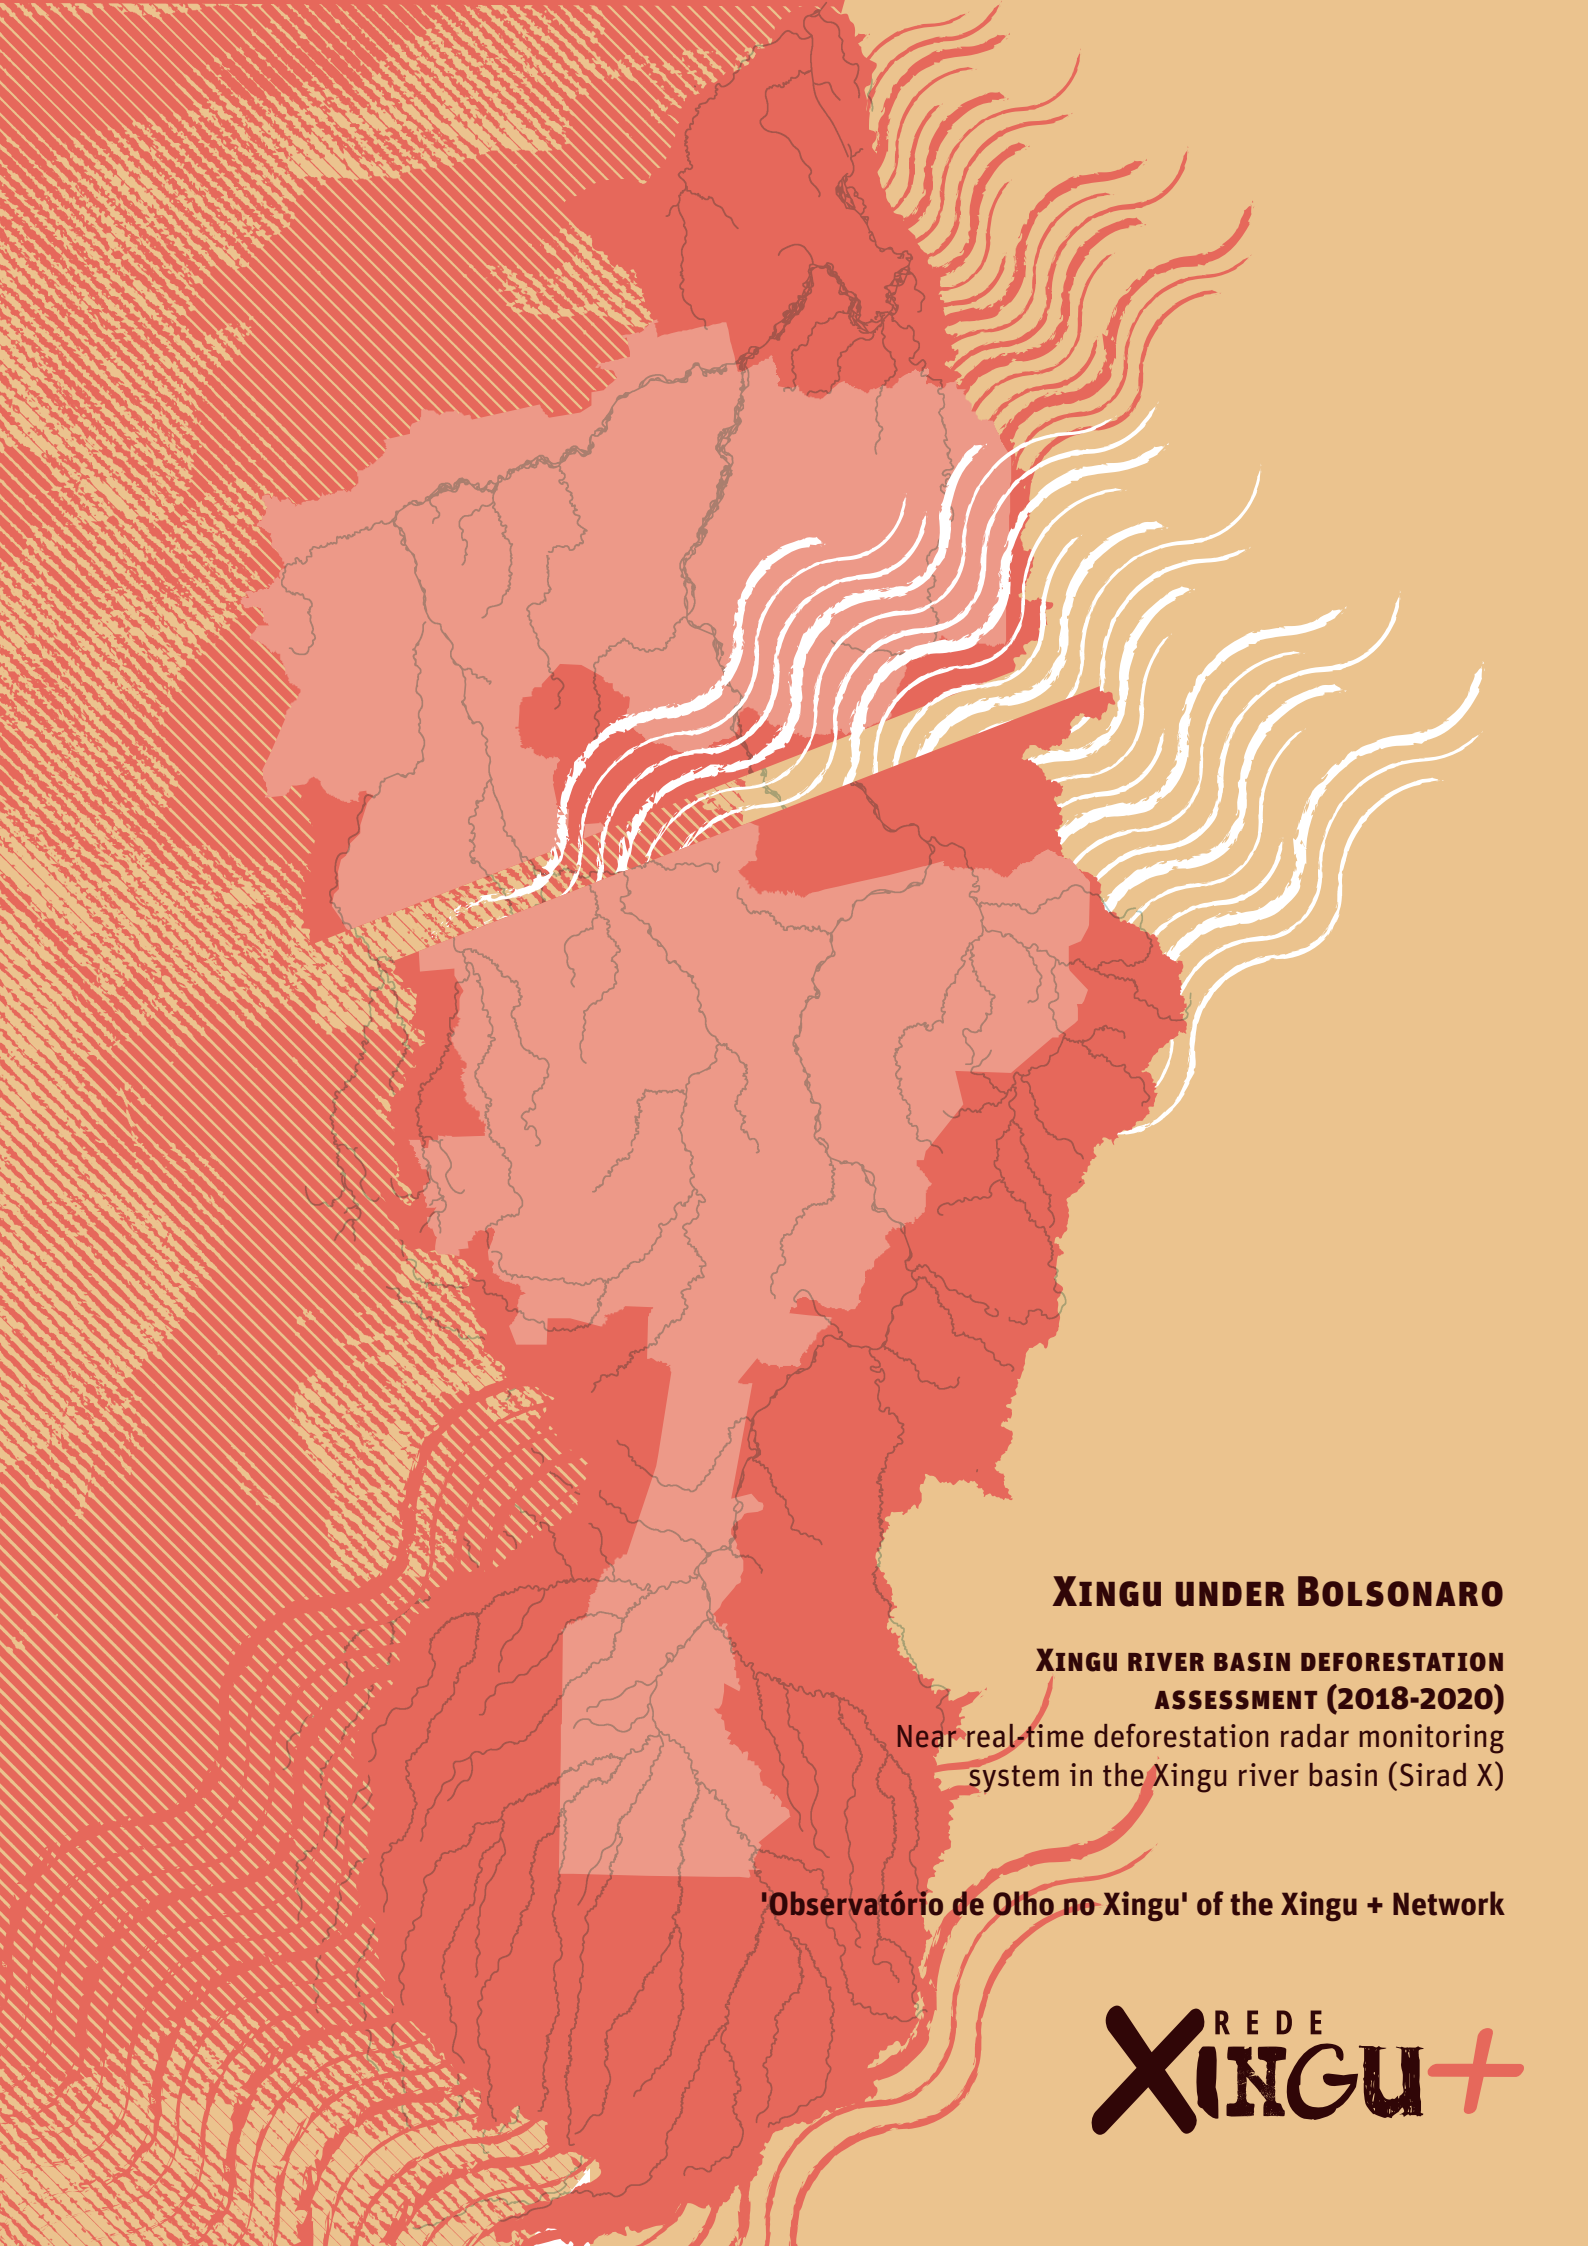 Xingu under Bolsonaro
Xingu river basin deforestation
assessment (2018-2020)
Near real-time deforestation radar monitoring
system in the Xingu river basin (Sirad X)
'Observatório de Olho no Xingu' of the Xingu + Network
REDE
XINGU+